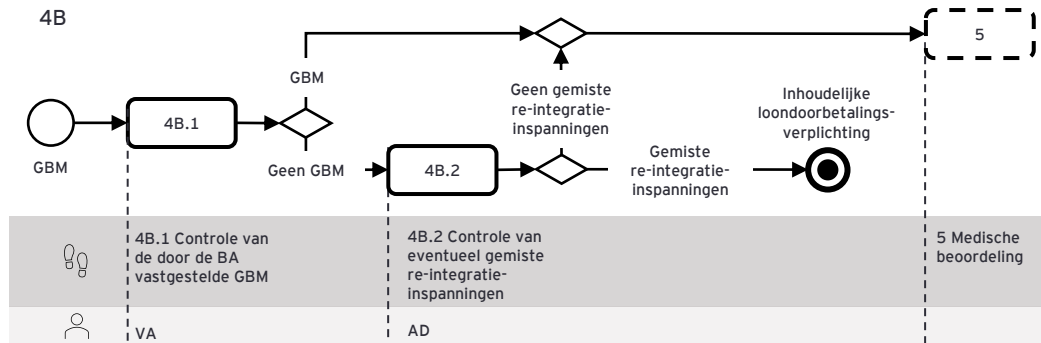 4B
5
GBM
Geen gemiste
re-integratie-
inspanningen
Inhoudelijke
loondoorbetalings-
verplichting
4B.1
GBM
Geen GBM
4B.2
Gemiste
re-integratie-
inspanningen
4B.1 Controle van
de door de BA
vastgestelde GBM
4B.2 Controle van
eventueel gemiste
re-integratie-
inspanningen
5 Medische
beoordeling
VA
AD